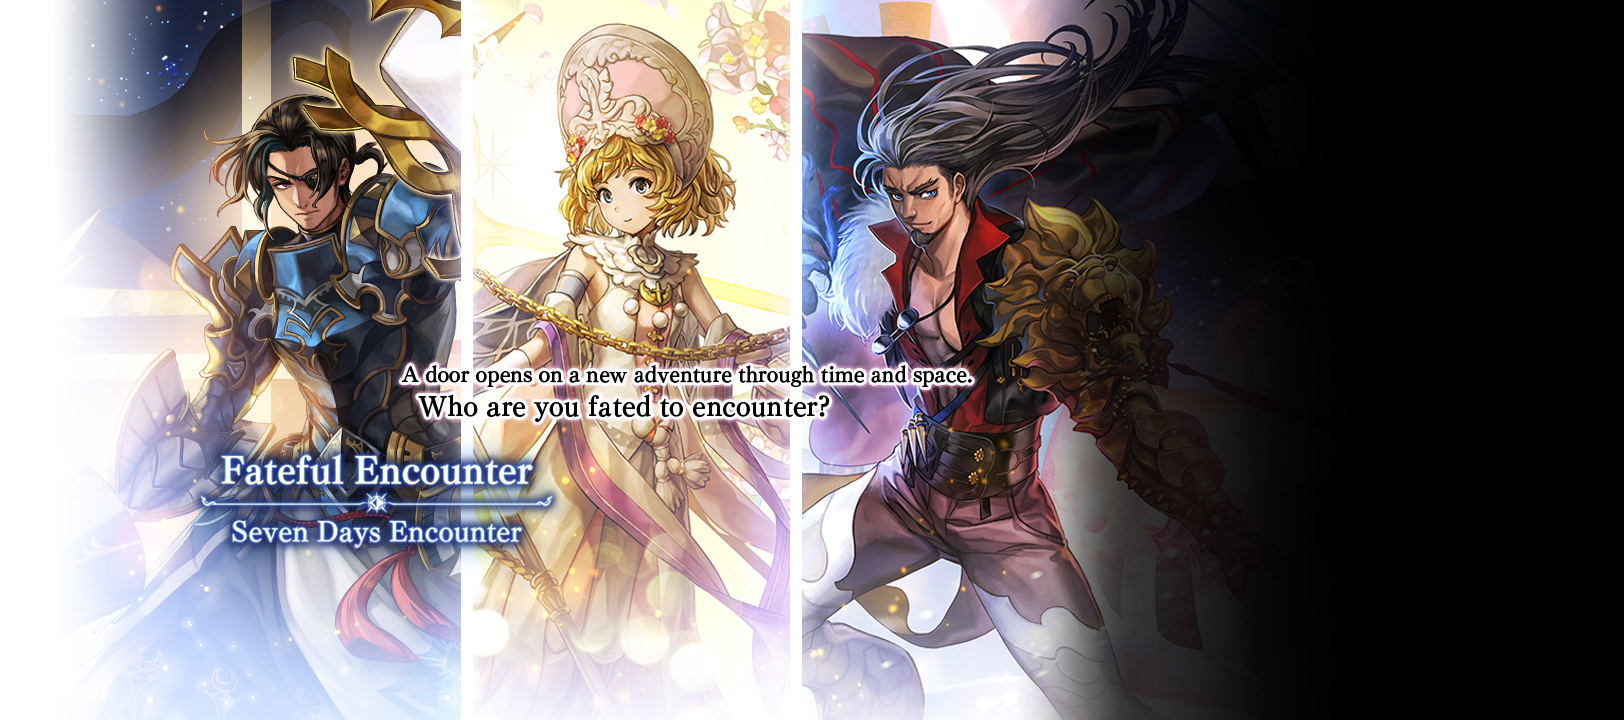 A door opens on a new adventure through time and space.
Who are you fated to encounter?
Fateful Encounter
Seven Days Encounter